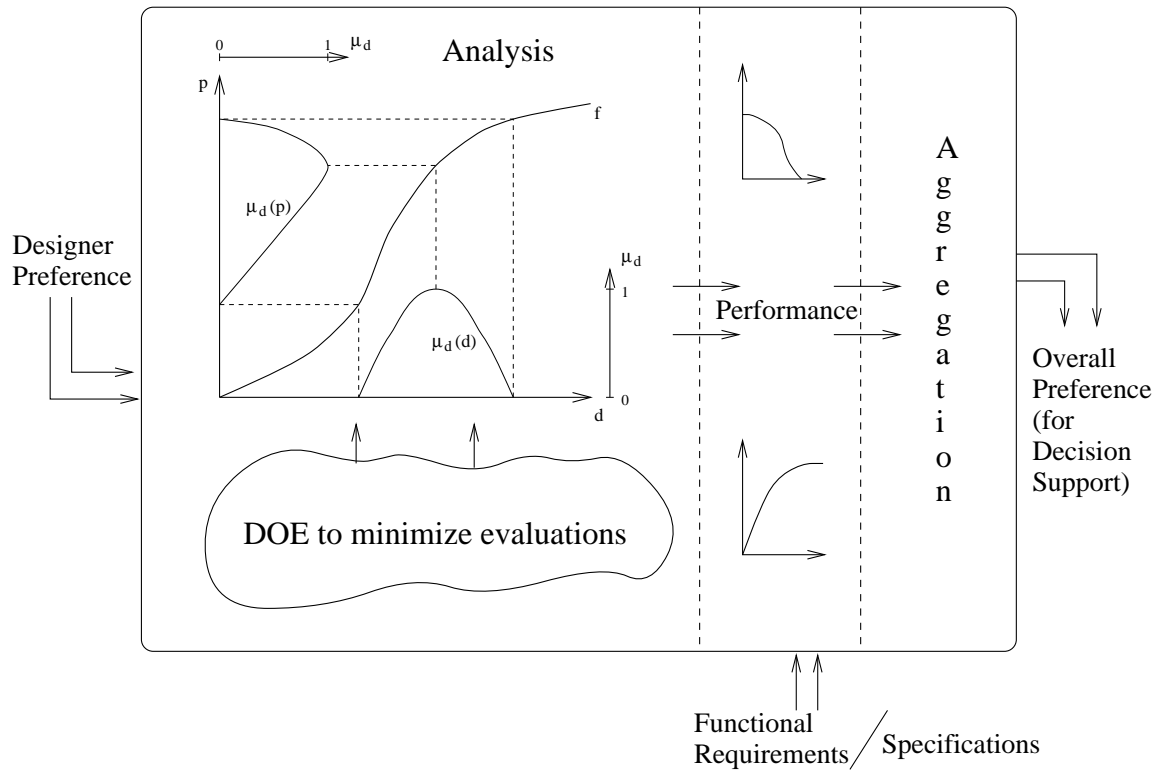 0 1 μd
Analysis
p
f
μd(p)
μd
1
μd(d)
0
d
DOE to minimize evaluations
Designer
Preference
Performance
Aggregation
Overall
Preference
(for
Decision
Support)
Functional
Requirements / Specifications